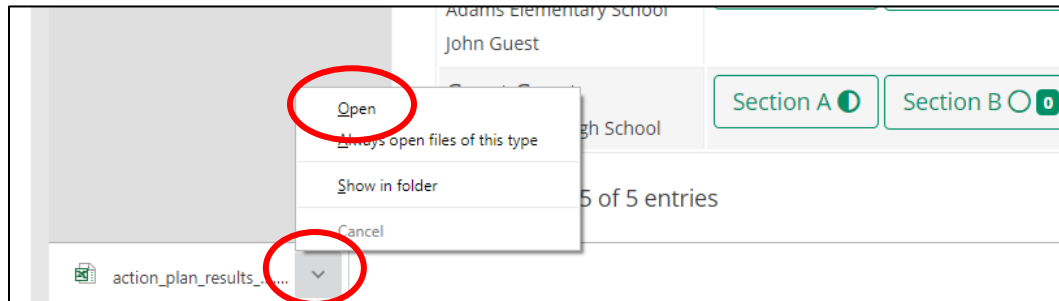 Adams Elementary School
John Guest
Section A
Section B 0
gh School
Open
Always open files of this type
Show in folder
Cancel
5 of 5 entries
action_plan_results_.......